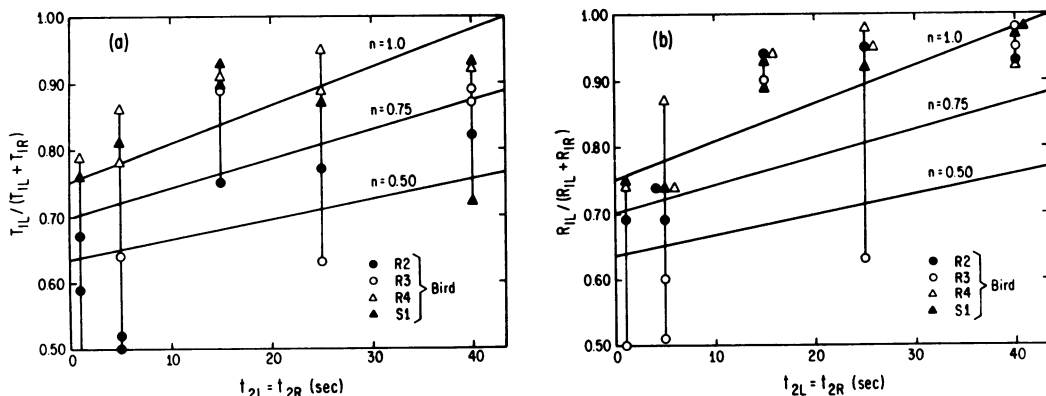 (a)
T1L / (T1L + T1R)
1.00
0.90
0.80
0.70
0.60
0.50
n = 1.0
n = 0.75
n = 0.50
R2
R3
R4
S1
Bird
0
10
20
30
40
t2L = t2R (sec)
(b)
R1L / (R1L + R1R)
1.00
0.90
0.80
0.70
0.60
0.50
n = 1.0
n = 0.75
n = 0.50
R2
R3
R4
S1
Bird
0
10
20
30
40
t2L = t2R (sec)